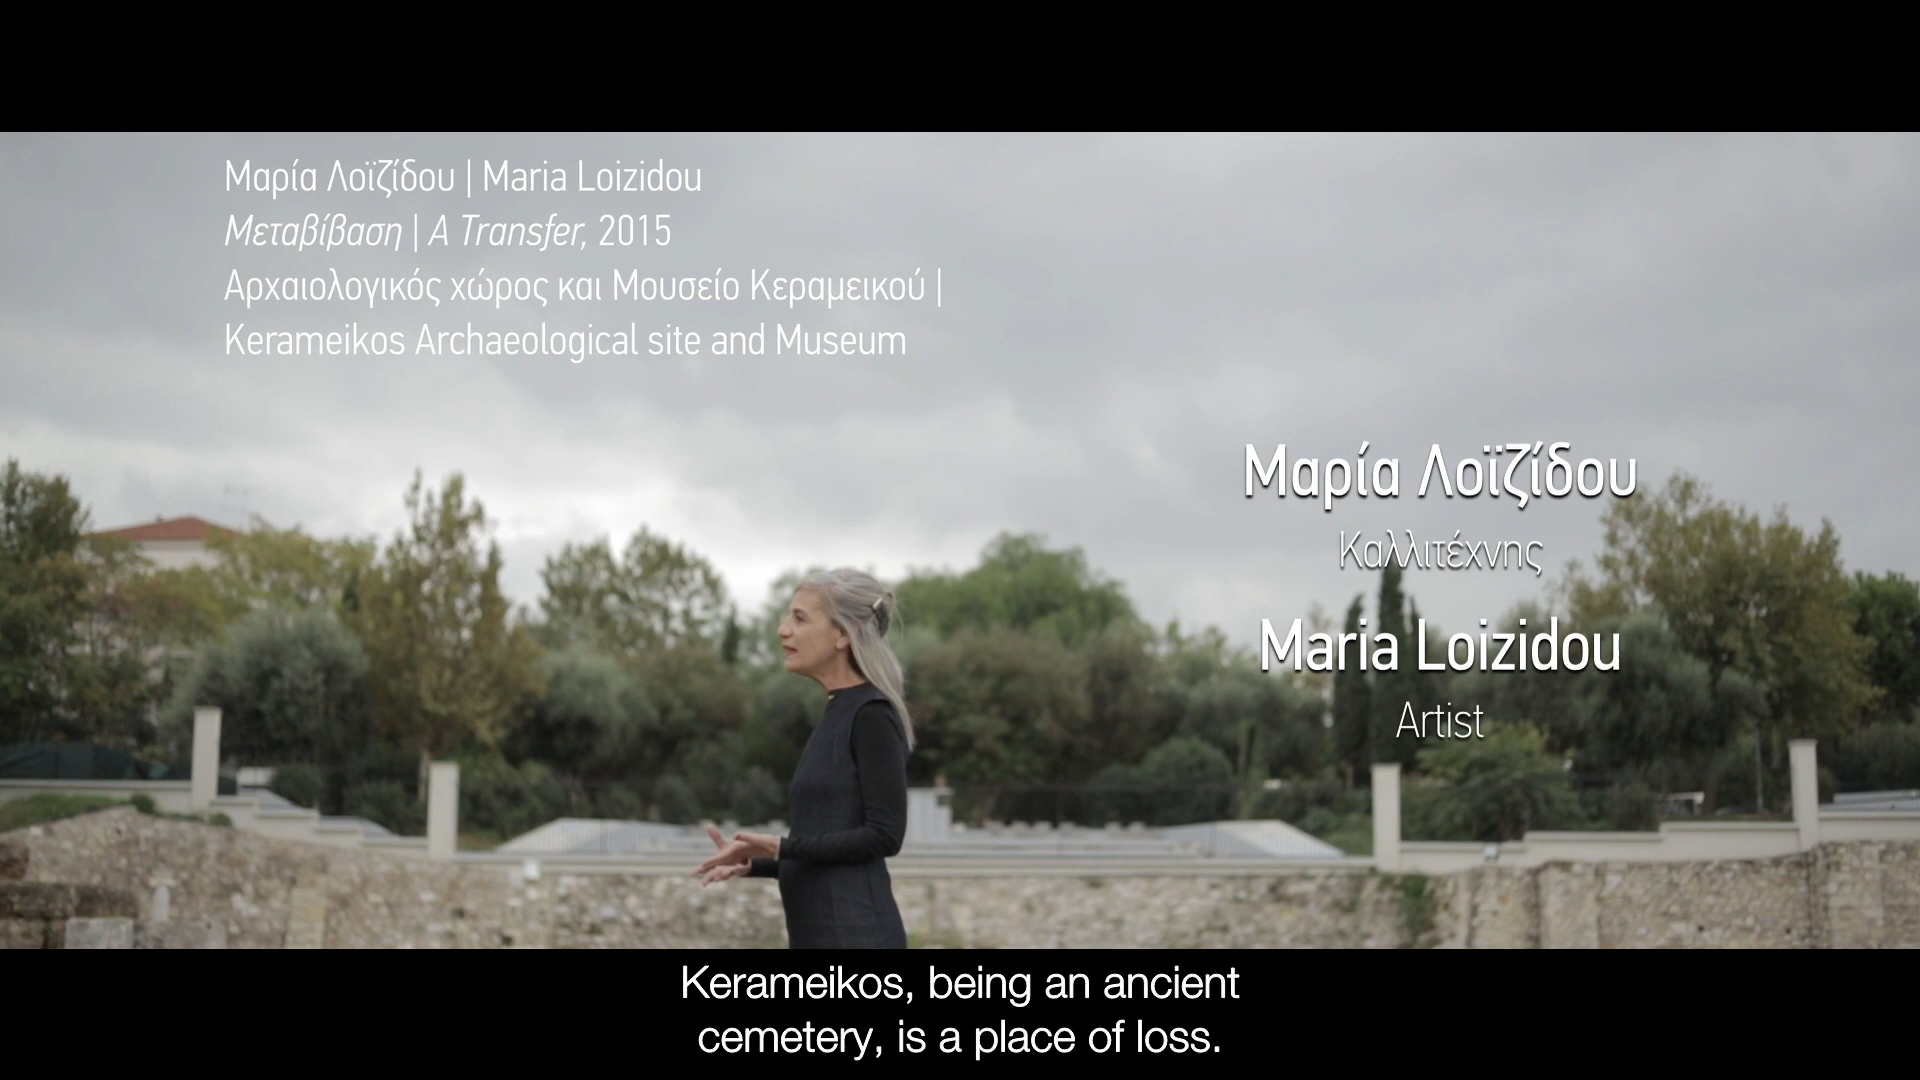 Μαρία Λοϊζίδου | Maria Loizidou
Μεταβίβαση | A Transfer, 2015
Αρχαιολογικός χώρος και Μουσείο Κεραμεικού |
Kerameikos Archaeological site and Museum
Μαρία Λοϊζίδου
Καλλιτέχνης
Maria Loizidou
Artist
Kerameikos, being an ancient
cemetery, is a place of loss.